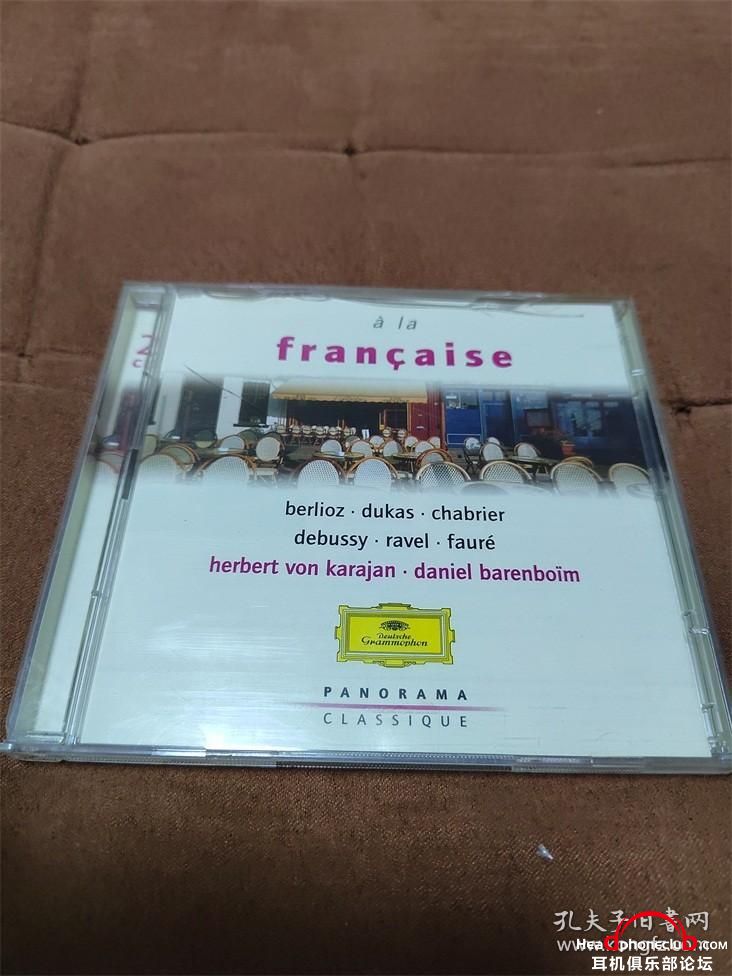 2
C
à la
française
berlioz · dukas · chabrier
debussy · ravel · fauré
herbert von karajan · daniel barenboïm
Deutsche
Grammophon
PANORAMA
CLASSIQUE
孔夫子旧书网
耳机俱乐部论坛